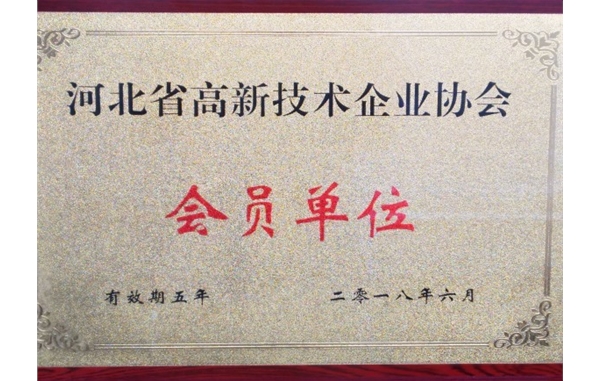 河北省高新技术企业协会
会员单位
有效期五年 二零一八年六月